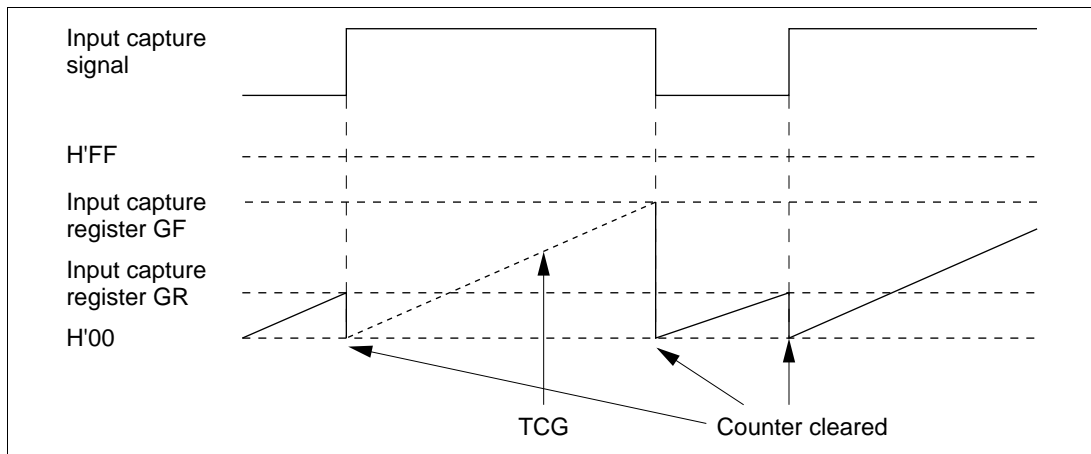 Input capture
signal
H'FF
Input capture
register GF
Input capture
register GR
H'00
TCG
Counter cleared